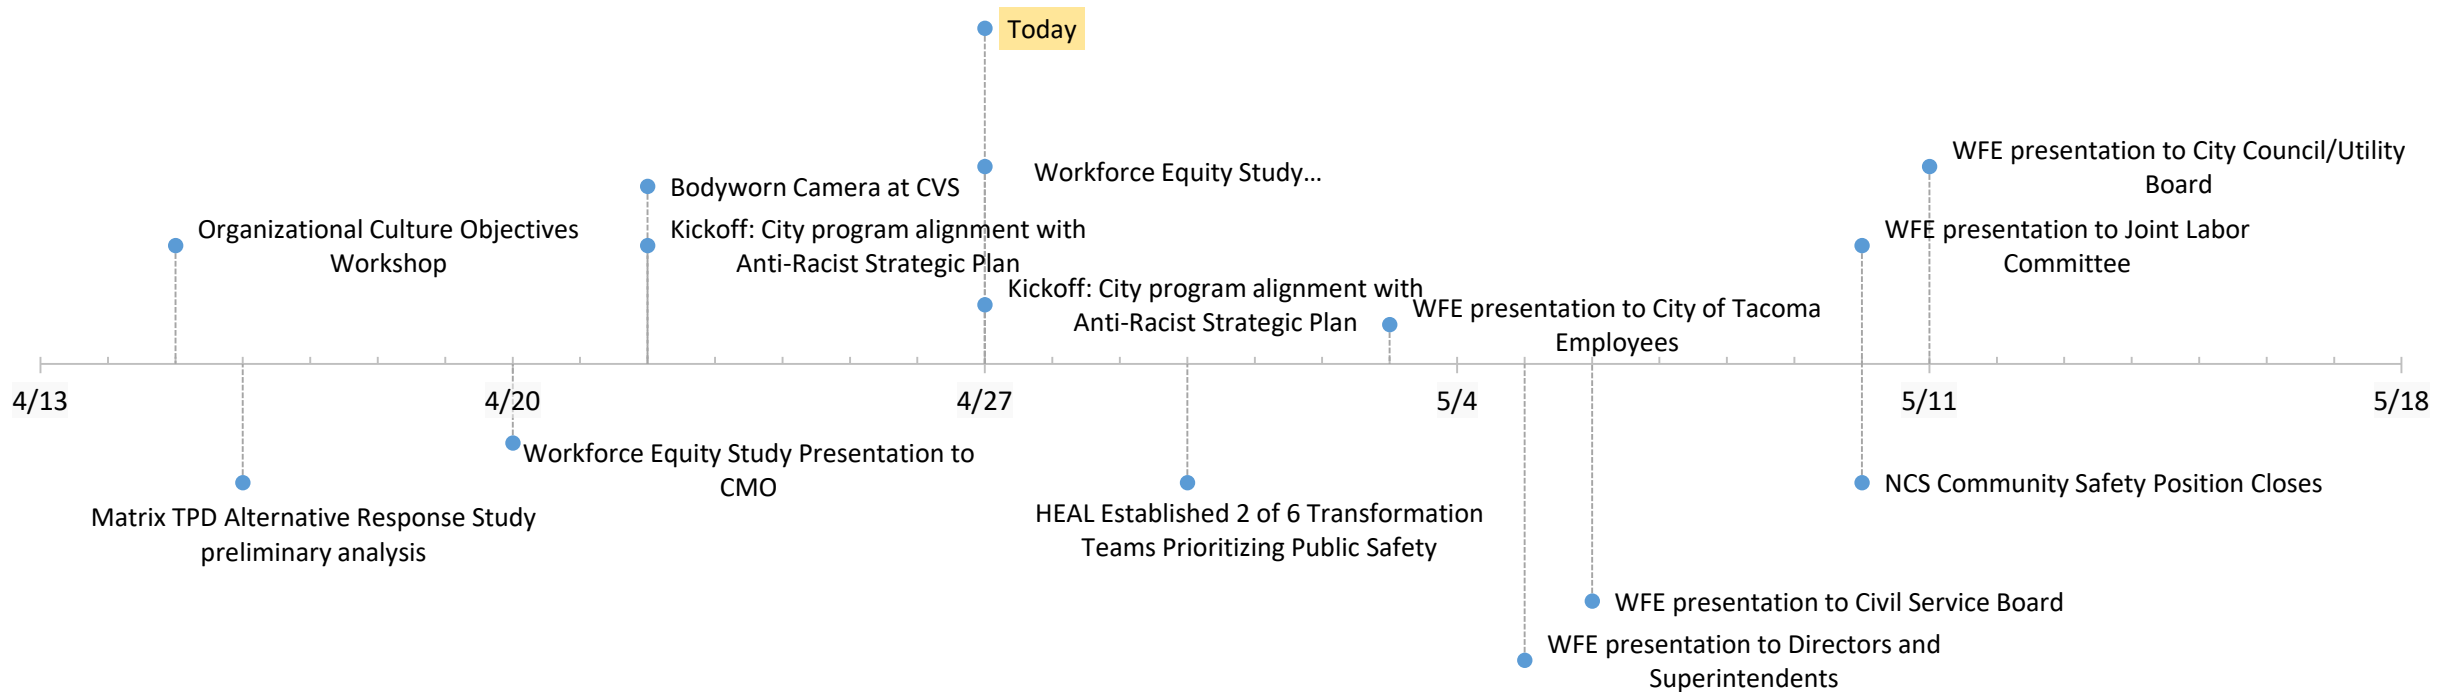 Today
Workforce Equity Study...
WFE presentation to City Council/Utility
Board
Bodyworn Camera at CVS
Organizational Culture Objectives
Workshop
Kickoff: City program alignment with
Anti-Racist Strategic Plan
WFE presentation to Joint Labor
Committee
Kickoff: City program alignment with
Anti-Racist Strategic Plan
WFE presentation to City of Tacoma
Employees
4/13
4/20
4/27
5/4
5/11
5/18
Workforce Equity Study Presentation to
CMO
Matrix TPD Alternative Response Study
preliminary analysis
HEAL Established 2 of 6 Transformation
Teams Prioritizing Public Safety
NCS Community Safety Position Closes
WFE presentation to Civil Service Board
WFE presentation to Directors and
Superintendents